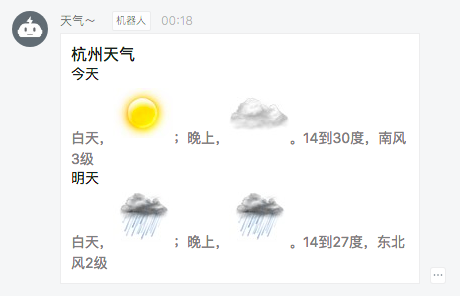 天气～ 机器人 00:18
杭州天气
今天
白天， ；晚上， 。14到30度，南风
3级
明天
白天， ；晚上， 。14到27度，东北
风2级